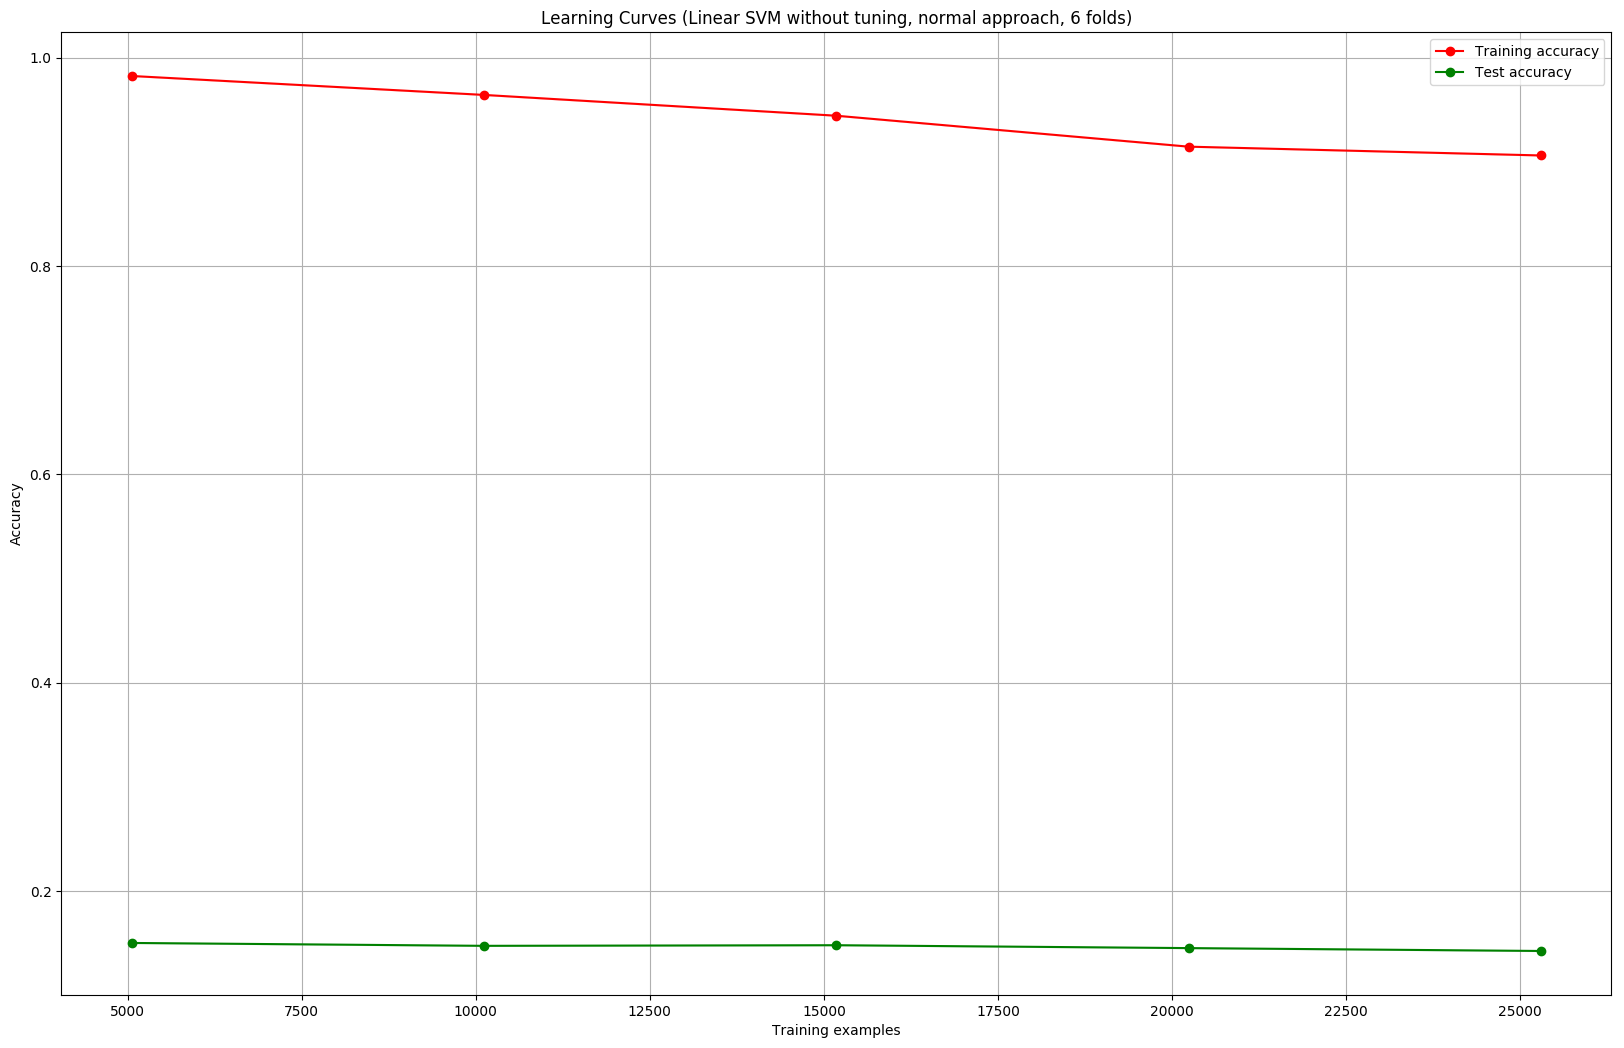 Learning Curves (Linear SVM without tuning, normal approach, 6 folds)
Training accuracy
Test accuracy
1.0
0.8
0.6
0.4
0.2
Accuracy
5000 7500 10000 12500 15000 17500 20000 22500 25000
Training examples